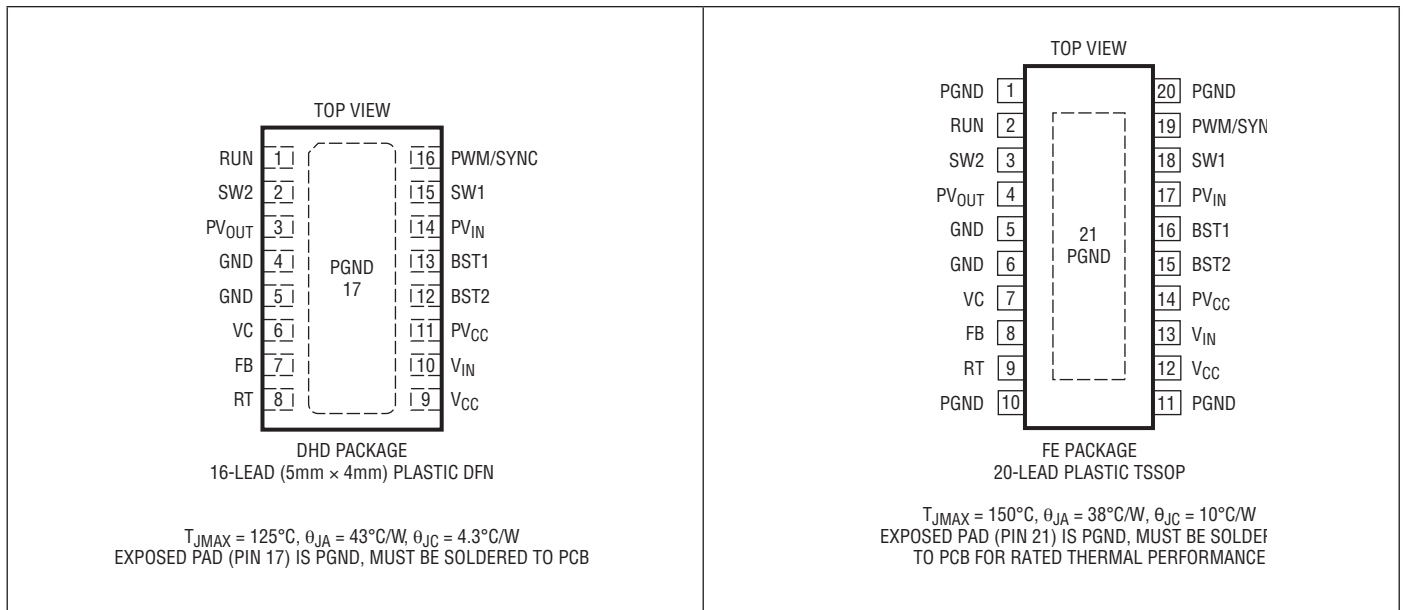 TOP VIEW
RUN 1 16 PWM/SYNC
SW2 2 15 SW1
PVOUT 3 14 PVIN
GND 4 13 BST1
GND 5 12 BST2
VC 6 11 PVCC
FB 7 10 VIN
RT 8 9 VCC
PGND
17
DHD PACKAGE
16-LEAD (5mm × 4mm) PLASTIC DFN
TJMAX = 125°C, θJA = 43°C/W, θJC = 4.3°C/W
EXPOSED PAD (PIN 17) IS PGND, MUST BE SOLDERED TO PCB
TOP VIEW
PGND 1 20 PGND
RUN 2 19 PWM/SYN
SW2 3 18 SW1
PVOUT 4 17 PVIN
GND 5 16 BST1
GND 6 15 BST2
VC 7 14 PVCC
FB 8 13 VIN
RT 9 12 VCC
PGND 10 11 PGND
21
PGND
FE PACKAGE
20-LEAD PLASTIC TSSOP
TJMAX = 150°C, θJA = 38°C/W, θJC = 10°C/W
EXPOSED PAD (PIN 21) IS PGND, MUST BE SOLDER
TO PCB FOR RATED THERMAL PERFORMANCE